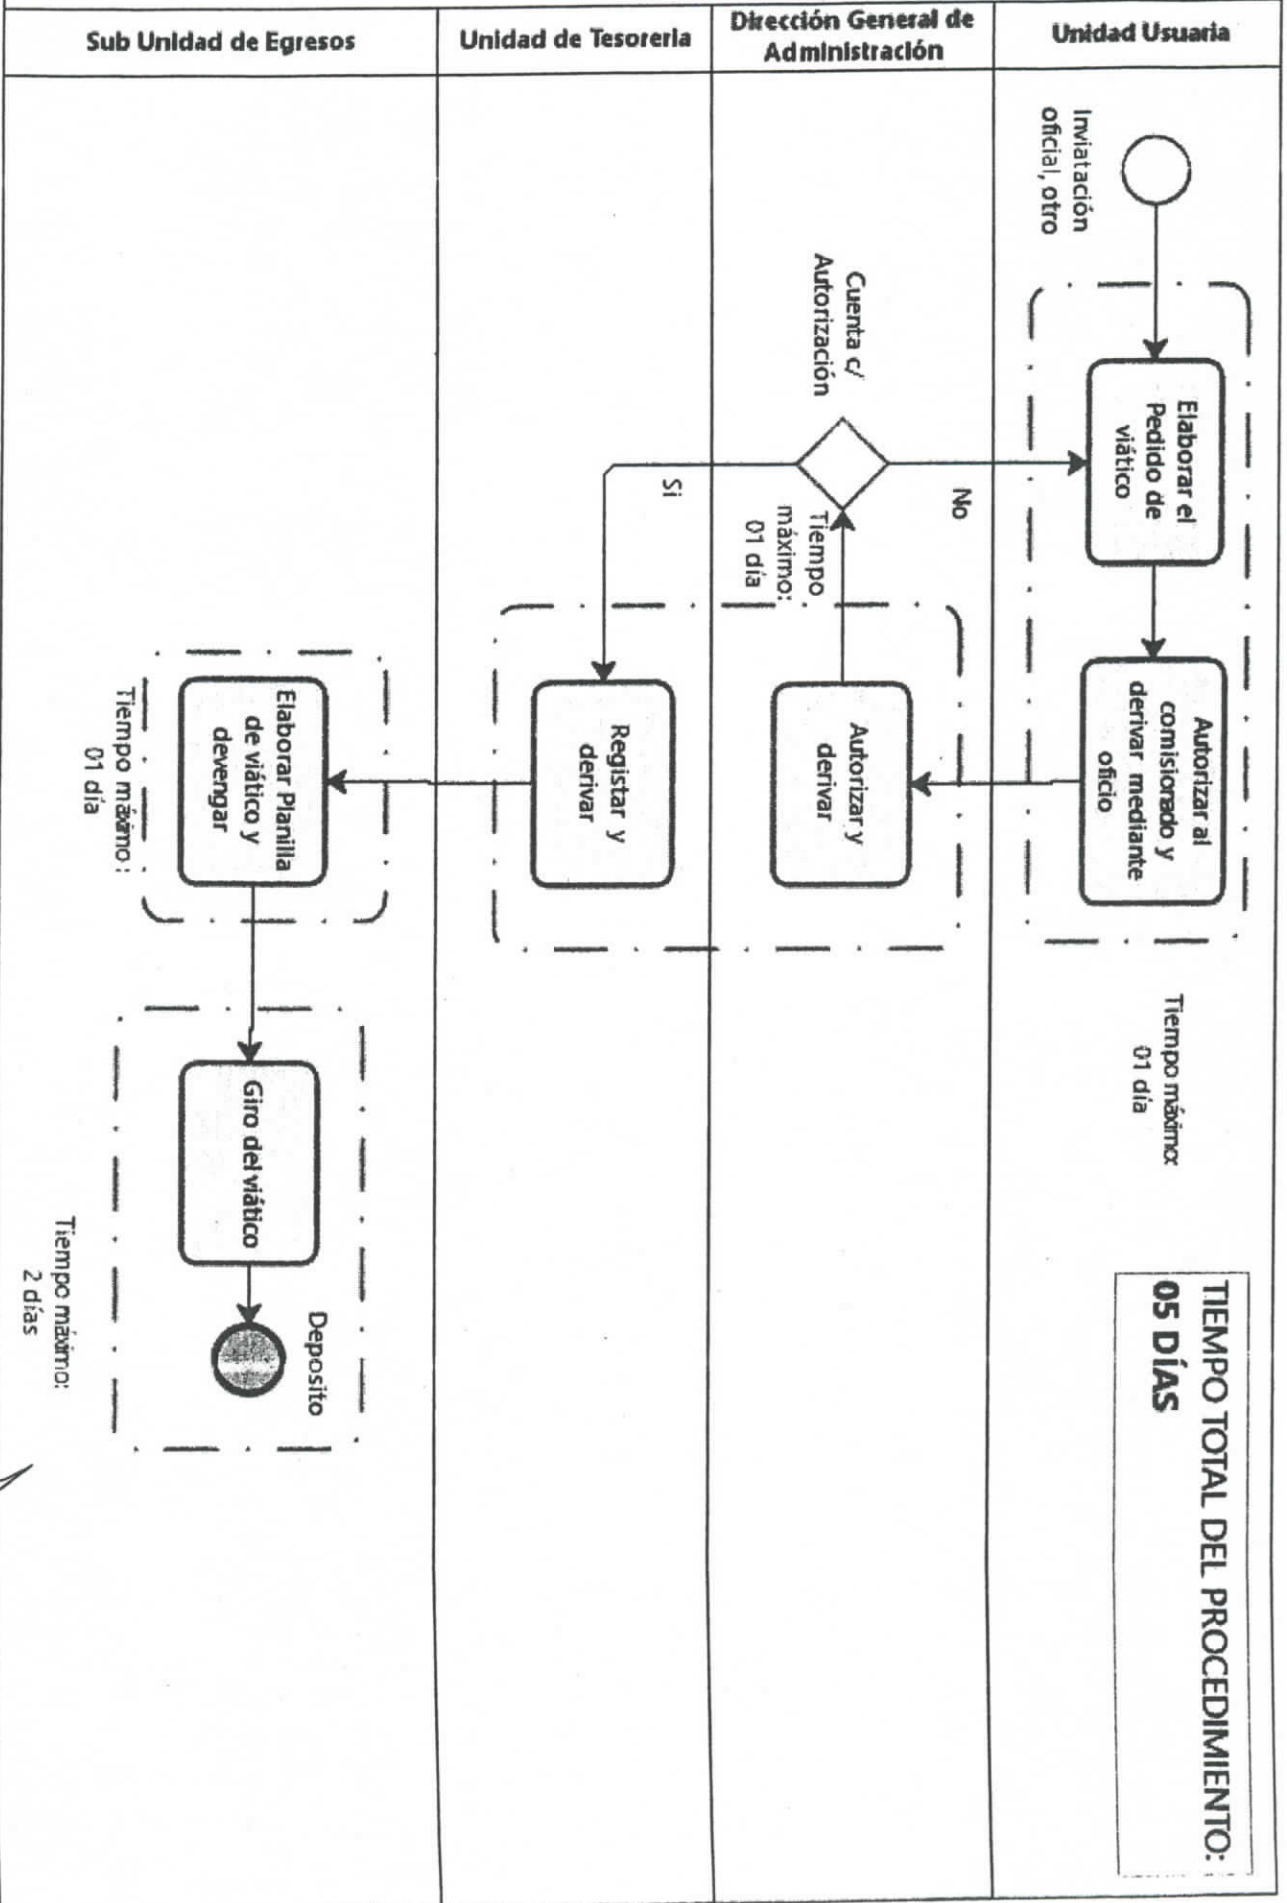 Unidad Usuaria
Inviatación
oficial, otro
Elaborar el
Pedido de
viático
Autorizar al
comisionado y
derivar mediante
oficio
Tiempo máximo:
01 día
TIEMPO TOTAL DEL PROCEDIMIENTO:
05 DÍAS
Dirección General de
Administración
Cuenta c/
Autorización
No
Tiempo
máximo:
01 día
Autorizar y
derivar
Unidad de Tesoreria
Si
Registar y
derivar
Sub Unidad de Egresos
Elaborar Planilla
de viático y
devengar
Tiempo máximo :
01 día
Giro del viático
Deposito
Tiempo máximo:
2 días